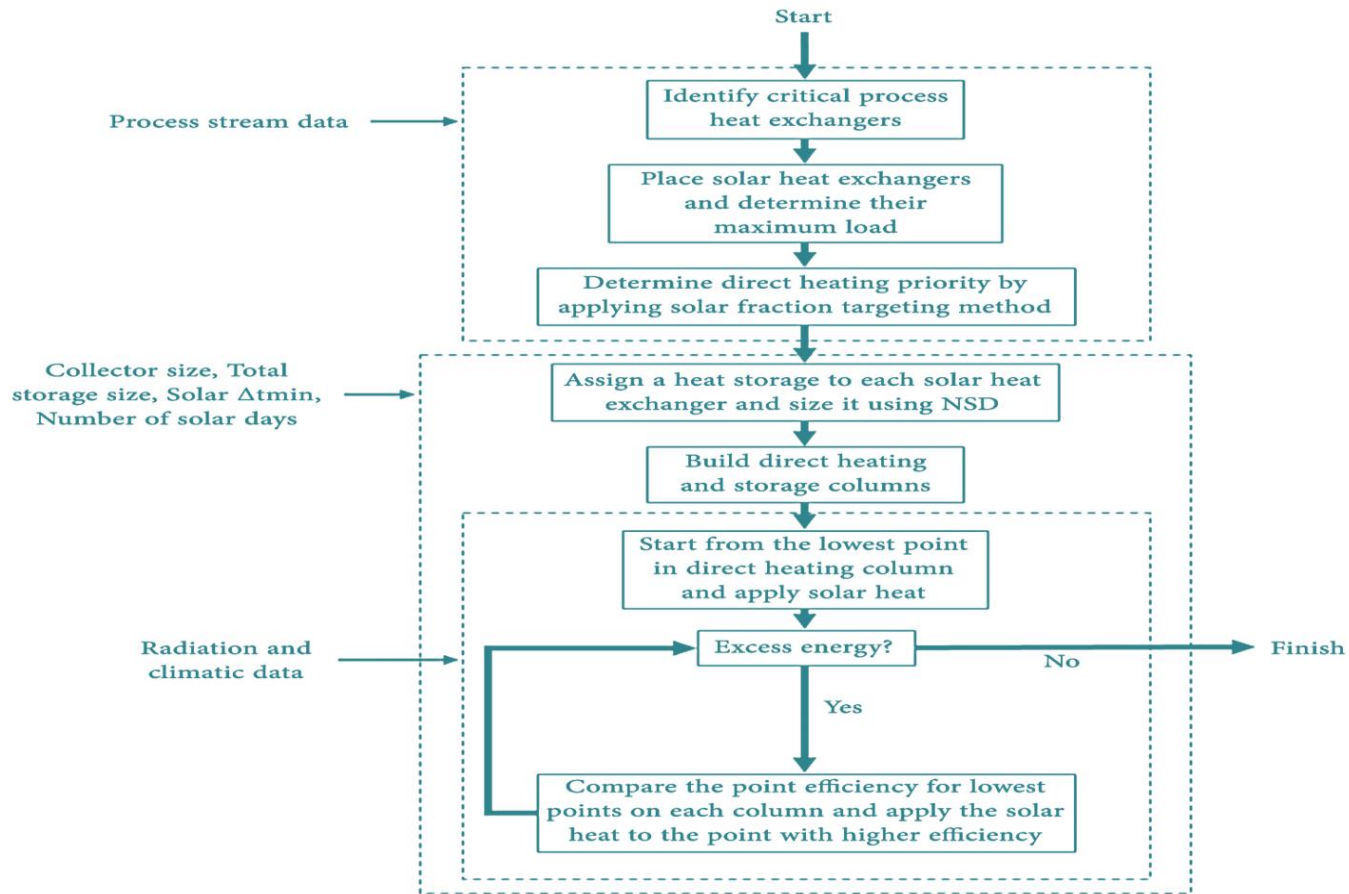 Start
Process stream data
Identify critical process
heat exchangers
Place solar heat exchangers
and determine their
maximum load
Determine direct heating priority by
applying solar fraction targeting method
Collector size, Total
storage size, Solar Δtmin,
Number of solar days
Assign a heat storage to each solar heat
exchanger and size it using NSD
Build direct heating
and storage columns
Start from the lowest point
in direct heating column
and apply solar heat
Radiation and
climatic data
Excess energy?
No
Finish
Yes
Compare the point efficiency for lowest
points on each column and apply the solar
heat to the point with higher efficiency